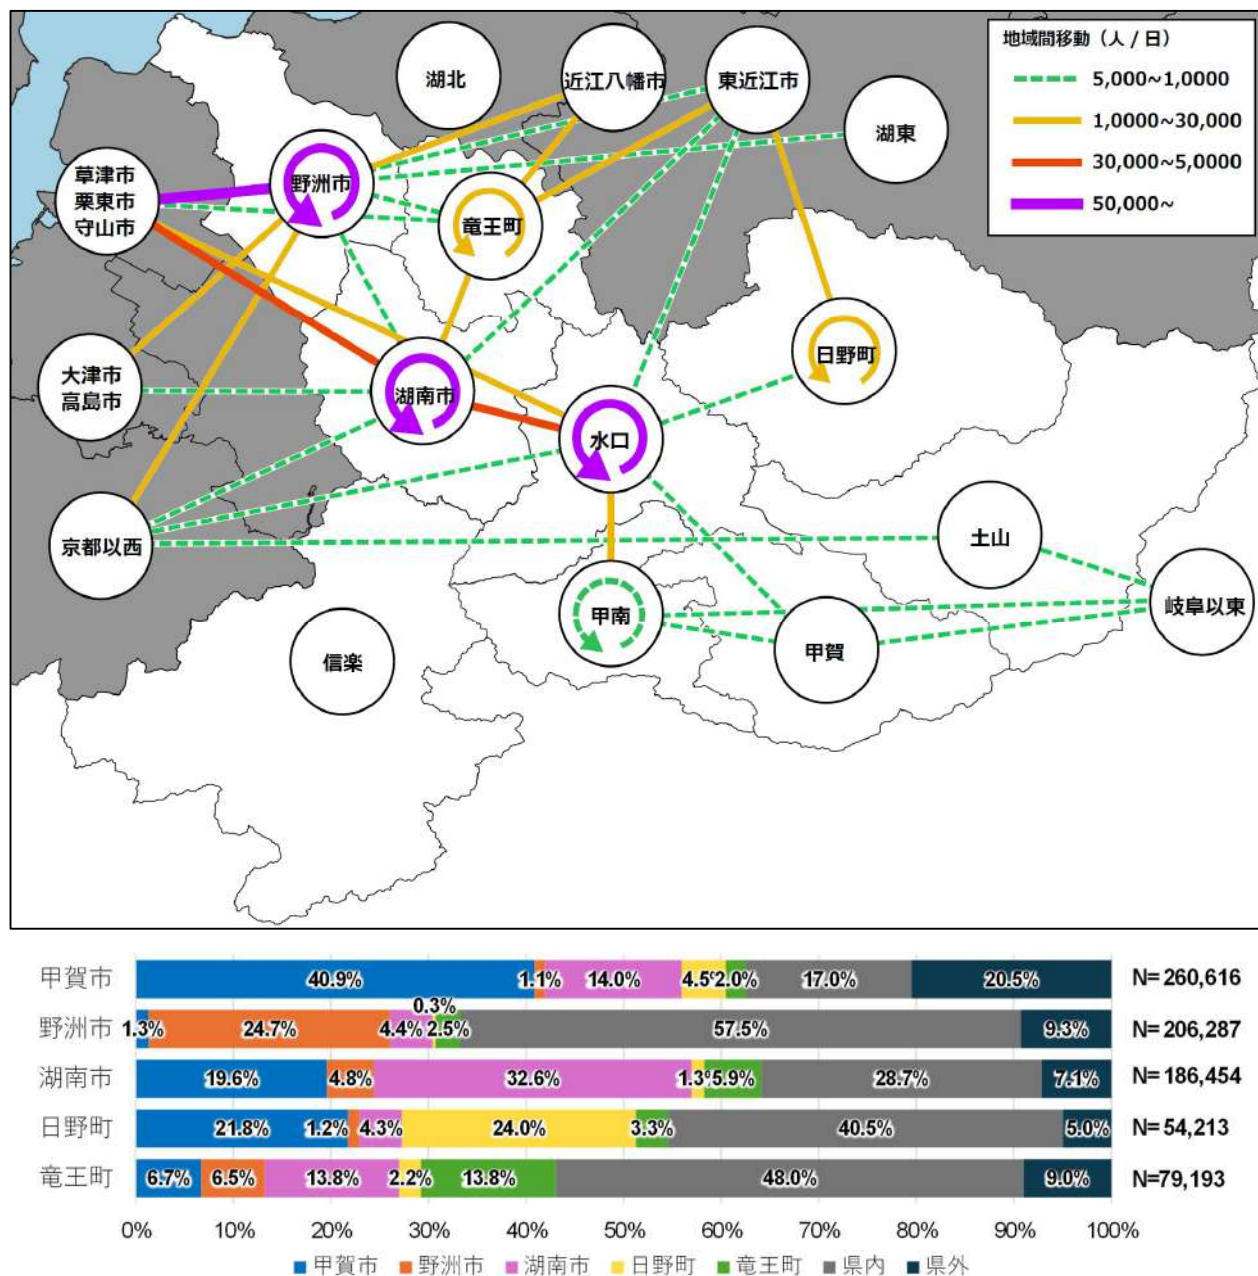 地域間移動（人 / 日）
5,000~1,0000
1,0000~30,000
30,000~5,0000
50,000~
湖北
近江八幡市
東近江市
湖東
草津市
栗東市
守山市
野洲市
竜王町
大津市
高島市
湖南市
日野町
水口
京都以西
土山
甲南
甲賀
岐阜以東
信楽
甲賀市 40.9% 1.1% 14.0% 4.5% 2.0% 17.0% 20.5% N= 260,616
野洲市 1.3% 24.7% 4.4% 0.3% 2.5% 57.5% 9.3% N= 206,287
湖南市 19.6% 4.8% 32.6% 1.3% 5.9% 28.7% 7.1% N= 186,454
日野町 21.8% 1.2% 4.3% 24.0% 3.3% 40.5% 5.0% N= 54,213
竜王町 6.7% 6.5% 13.8% 2.2% 13.8% 48.0% 9.0% N=79,193
0% 10% 20% 30% 40% 50% 60% 70% 80% 90% 100%
甲賀市 野洲市 湖南市 日野町 竜王町 県内 県外